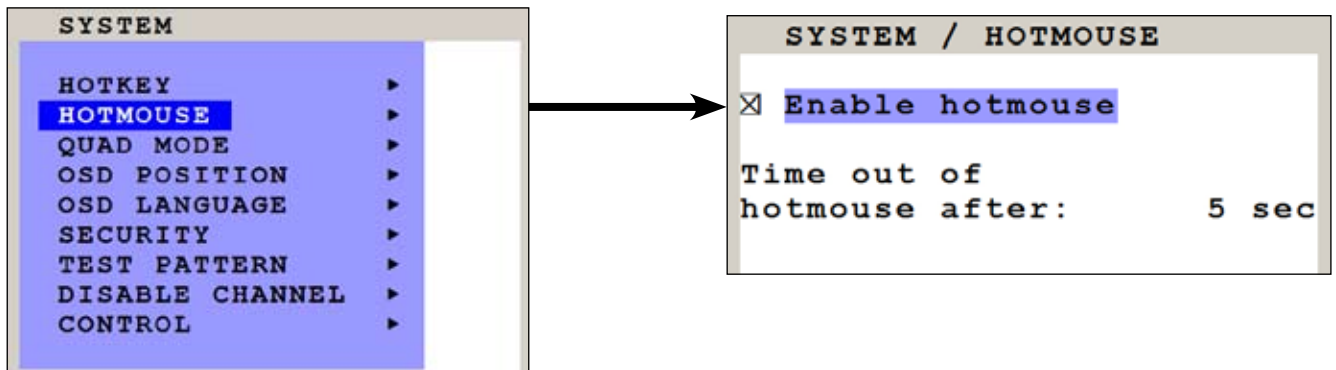 SYSTEM
HOTKEY
HOTMOUSE
QUAD MODE
OSD POSITION
OSD LANGUAGE
SECURITY
TEST PATTERN
DISABLE CHANNEL
CONTROL
SYSTEM / HOTMOUSE
Enable hotmouse
Time out of
hotmouse after: 5 sec